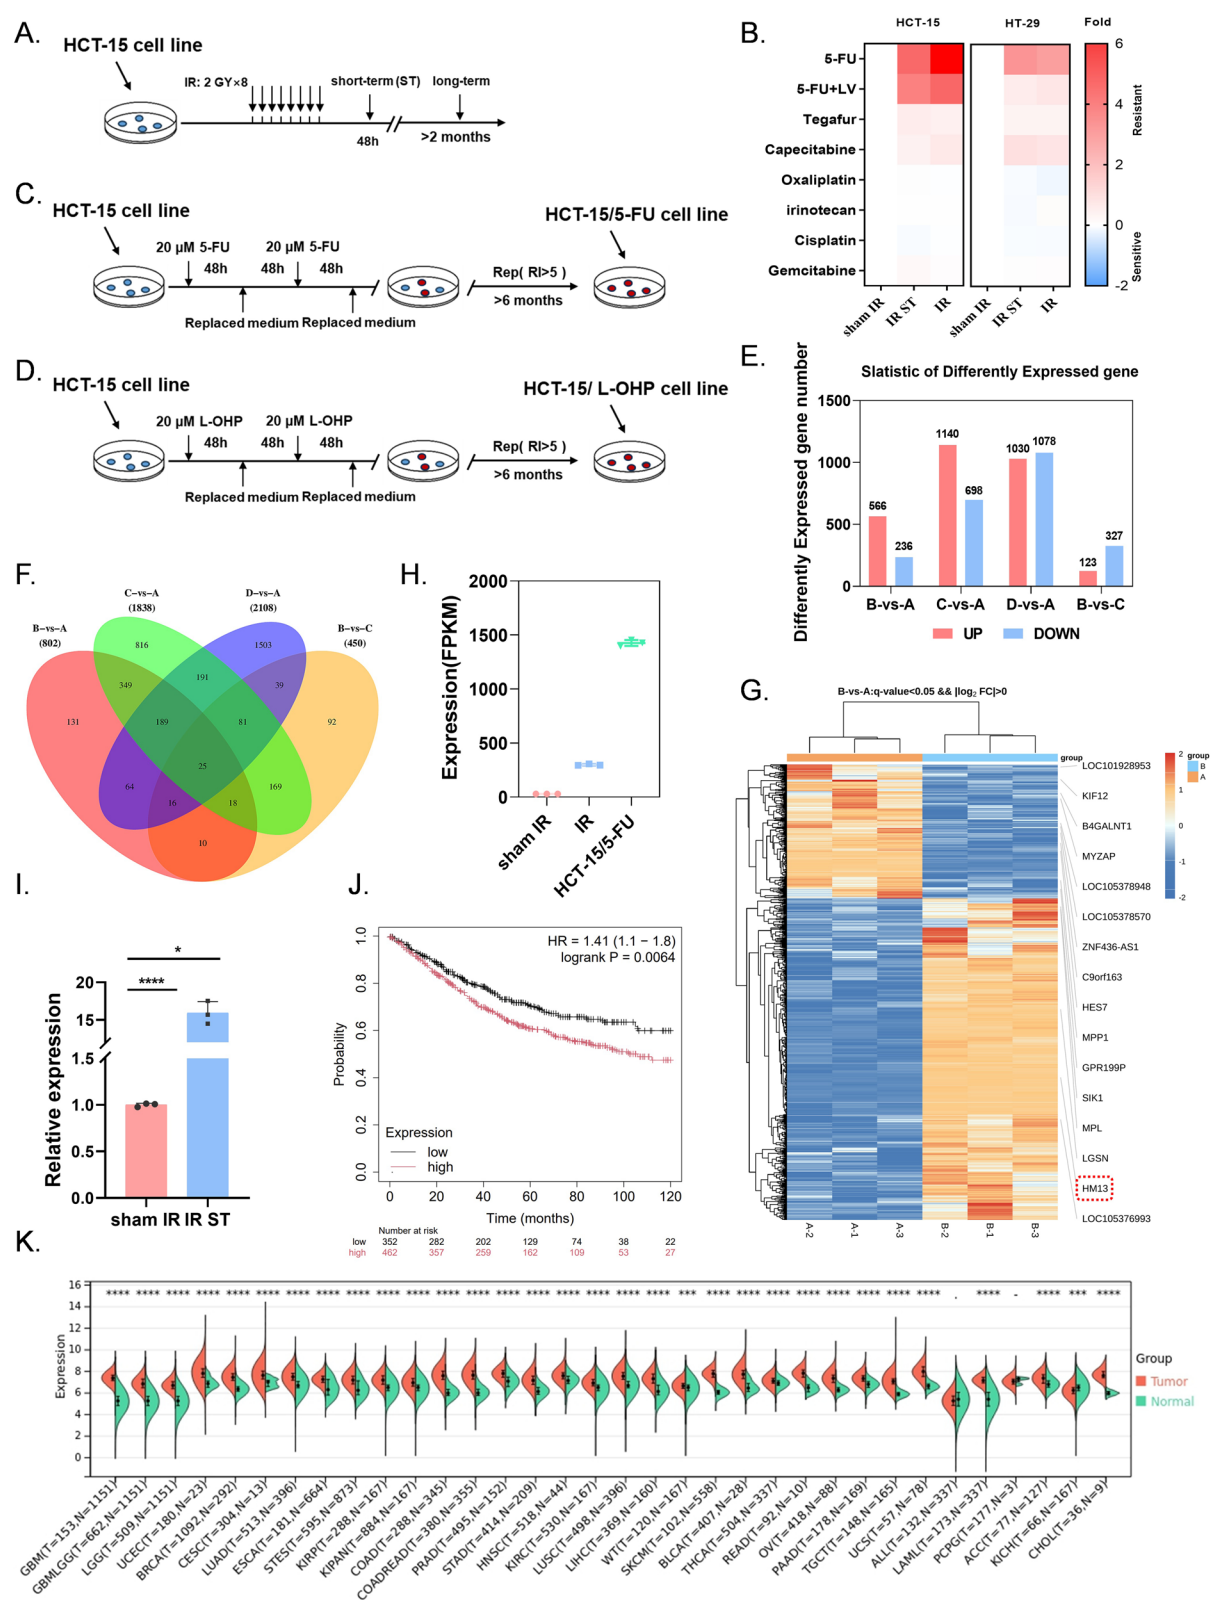 A.
HCT-15 cell line
IR: 2 GY×8
short-term(ST)
long-term
48h
>2 months
B.
HCT-15
HT-29
Fold
5-FU
5-FU+LV
Tegafur
Capecitabine
Oxaliplatin
irinotecan
Cisplatin
Gemcitabine
sham IR
IR ST
IR
sham IR
IR ST
IR
6
4
2
0
-2
Resistant
Sensitive
C.
HCT-15 cell line
HCT-15/5-FU cell line
20 μM 5-FU
20 μM 5-FU
48h
48h
48h
Rep( RI>5 )
>6 months
Replaced medium
Replaced medium
D.
HCT-15 cell line
HCT-15/ L-OHP cell line
20 μM L-OHP
20 μM L-OHP
48h
48h
48h
Rep( RI>5 )
>6 months
Replaced medium
Replaced medium
E.
Slatistic of Differently Expressed gene
Differently Expressed gene number
1500
1000
500
0
566
236
1140
698
1030
1078
123
327
B-vs-A
C-vs-A
D-vs-A
B-vs-C
UP
DOWN
F.
C-vs-A
(1838)
D-vs-A
(2108)
B-vs-A
(802)
B-vs-C
(450)
816
1503
349
191
39
131
189
81
92
25
64
169
16
18
10
H.
Expression(FPKM)
2000
1500
1000
500
0
sham IR
IR
HCT-15/5-FU
G.
B-vs-A:q-value<0.05 && |log2 FC|>0
group
LOC101928953
KIF12
B4GALNT1
MYZAP
LOC105378948
LOC105378570
ZNF436-AS1
C9orf163
HES7
MPP1
GPR199P
SIK1
MPL
LGSN
HM13
LOC105376993
2
1
0
-1
-2
group
B
A
A-2
A-1
A-3
B-2
B-1
B-3
I.
Relative expression
*
****
20
15
1.5
1.0
0.5
0.0
sham IR
IR ST
J.
HR = 1.41 (1.1 − 1.8)
logrank P = 0.0064
Probability
1.0
0.8
0.6
0.4
0.2
0.0
Expression
low
high
0
20
40
60
80
100
120
Time (months)
Number at risk
low 352 282 202 129 74 38 22
high 462 357 259 162 109 53 27
K.
Expression
16
14
12
10
8
6
4
2
0
**** **** **** **** **** **** **** **** **** **** **** **** **** **** **** **** **** **** **** *** **** **** **** **** **** **** **** **** . **** - **** *** ****
Group
Tumor
Normal
GBM(T=153,N=1151)
GBMLGG(T=662,N=1151)
LGG(T=509,N=1151)
UCEC(T=180,N=23)
BRCA(T=1092,N=292)
CESC(T=304,N=13)
LUAD(T=513,N=396)
ESCA(T=181,N=664)
STES(T=595,N=873)
KIRP(T=288,N=167)
KIPAN(T=884,N=167)
COAD(T=288,N=345)
COADREAD(T=380,N=355)
PRAD(T=495,N=152)
STAD(T=414,N=209)
HNSC(T=518,N=44)
KIRC(T=530,N=167)
LUSC(T=498,N=396)
LIHC(T=369,N=160)
WT(T=120,N=167)
SKCM(T=102,N=558)
BLCA(T=407,N=28)
THCA(T=504,N=337)
READ(T=92,N=10)
OV(T=418,N=88)
PAAD(T=178,N=169)
TGCT(T=148,N=165)
UCS(T=57,N=78)
ALL(T=132,N=337)
LAML(T=173,N=337)
PCPG(T=177,N=3)
ACC(T=77,N=127)
KICH(T=66,N=167)
CHOL(T=36,N=9)